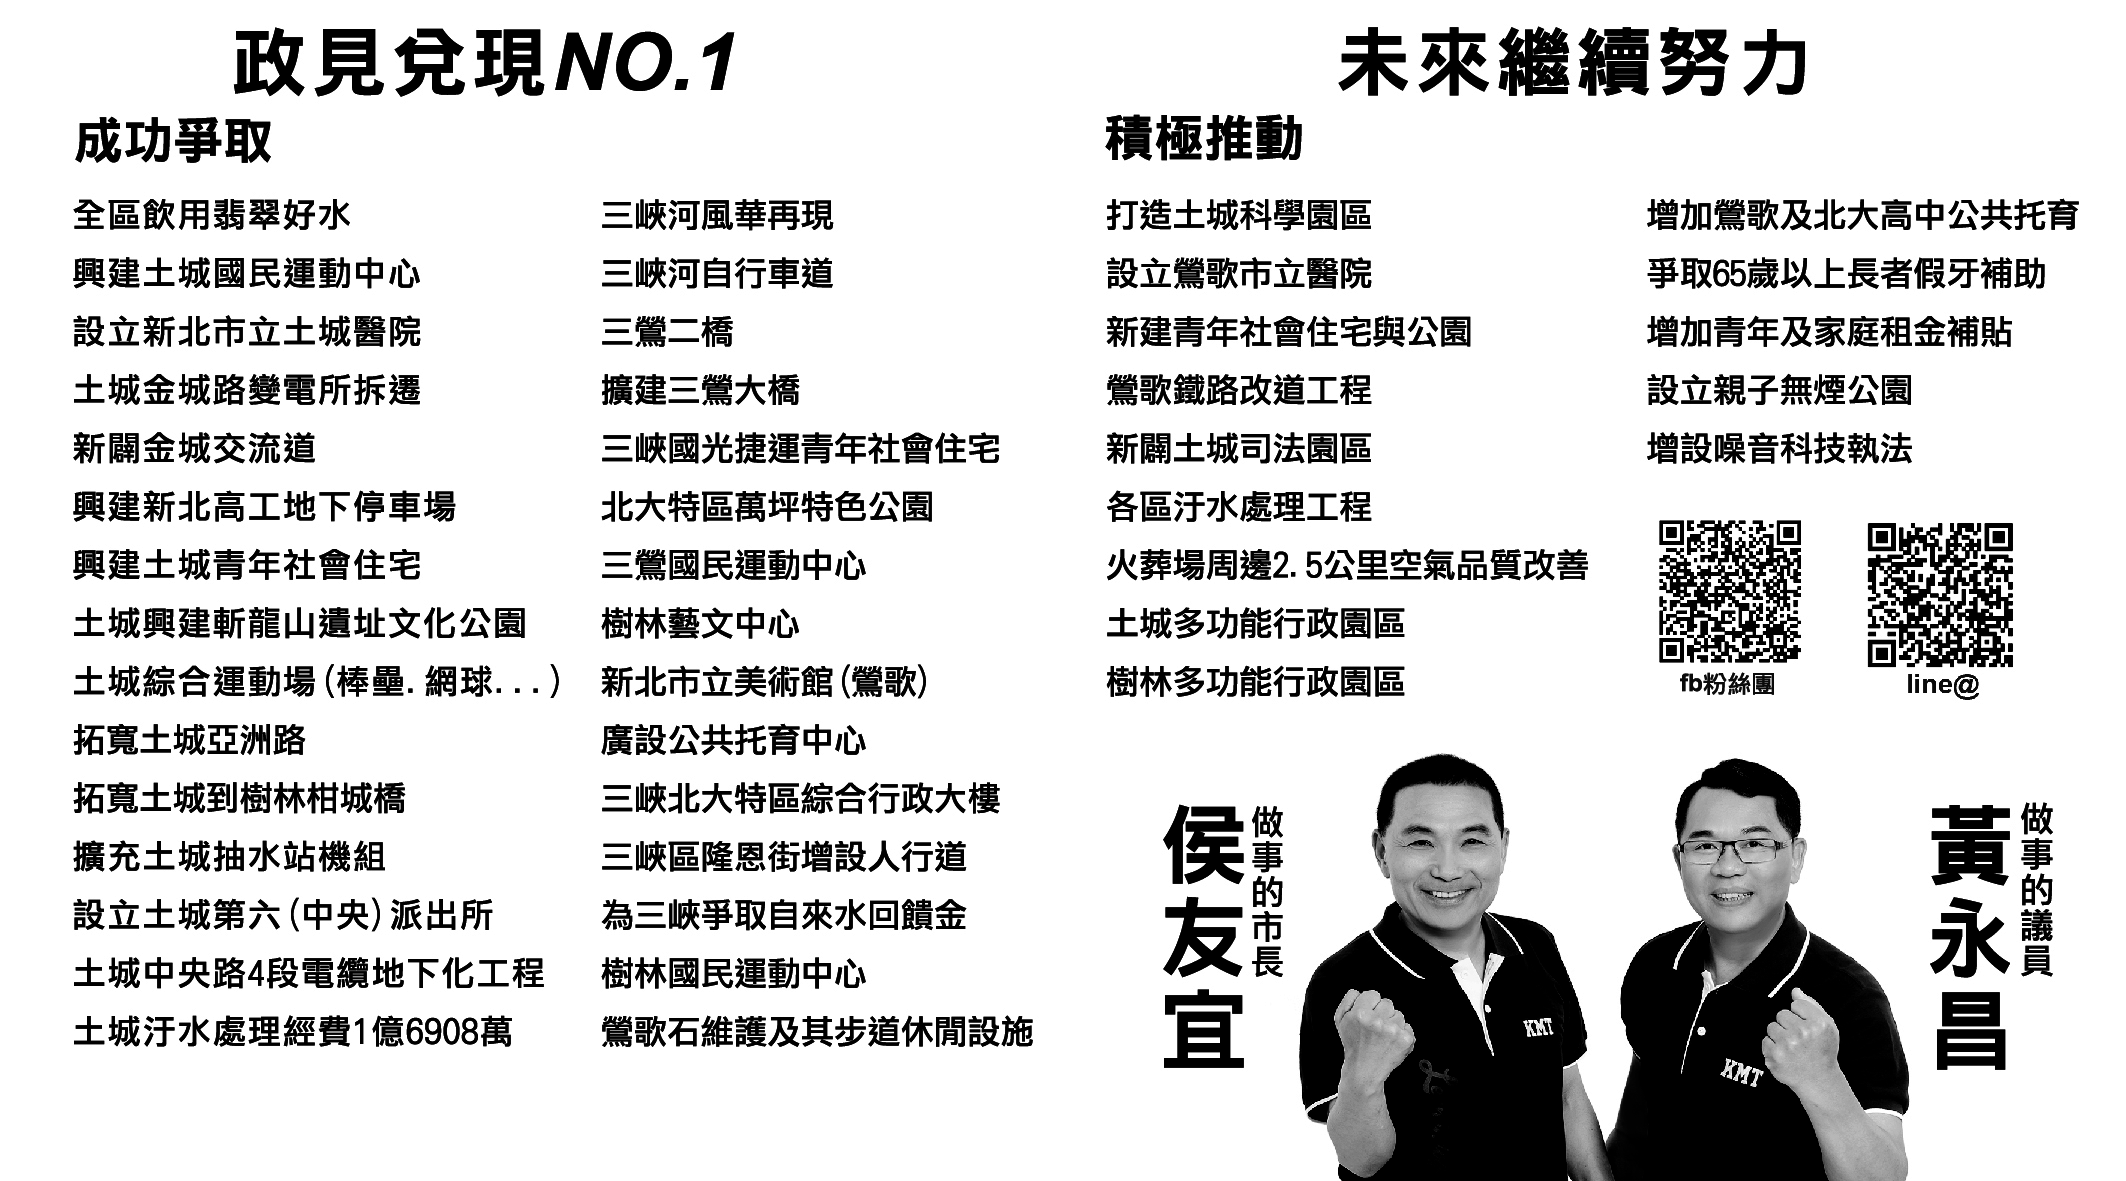 政見兌現NO.1
成功爭取
全區飲用翡翠好水
興建土城國民運動中心
設立新北市立土城醫院
土城金城路變電所拆遷
新闢金城交流道
興建新北高工地下停車場
興建土城青年社會住宅
土城興建斬龍山遺址文化公園
土城綜合運動場(棒壘.網球...)
拓寬土城亞洲路
拓寬土城到樹林柑城橋
擴充土城抽水站機組
設立土城第六(中央)派出所
土城中央路4段電纜地下化工程
土城汙水處理經費1億6908萬
三峽河風華再現
三峽河自行車道
三鶯二橋
擴建三鶯大橋
三峽國光捷運青年社會住宅
北大特區萬坪特色公園
三鶯國民運動中心
樹林藝文中心
新北市立美術館(鶯歌)
廣設公共托育中心
三峽北大特區綜合行政大樓
三峽區隆恩街增設人行道
為三峽爭取自來水回饋金
樹林國民運動中心
鶯歌石維護及其步道休閒設施
未來繼續努力
積極推動
打造土城科學園區
設立鶯歌市立醫院
新建青年社會住宅與公園
鶯歌鐵路改道工程
新闢土城司法園區
各區汙水處理工程
火葬場周邊2.5公里空氣品質改善
土城多功能行政園區
樹林多功能行政園區
增加鶯歌及北大高中公共托育
爭取65歲以上長者假牙補助
增加青年及家庭租金補貼
設立親子無煙公園
增設噪音科技執法
fb粉絲團
line@
做事的市長
侯友宜
KMT
KMT
做事的議員
黃永昌